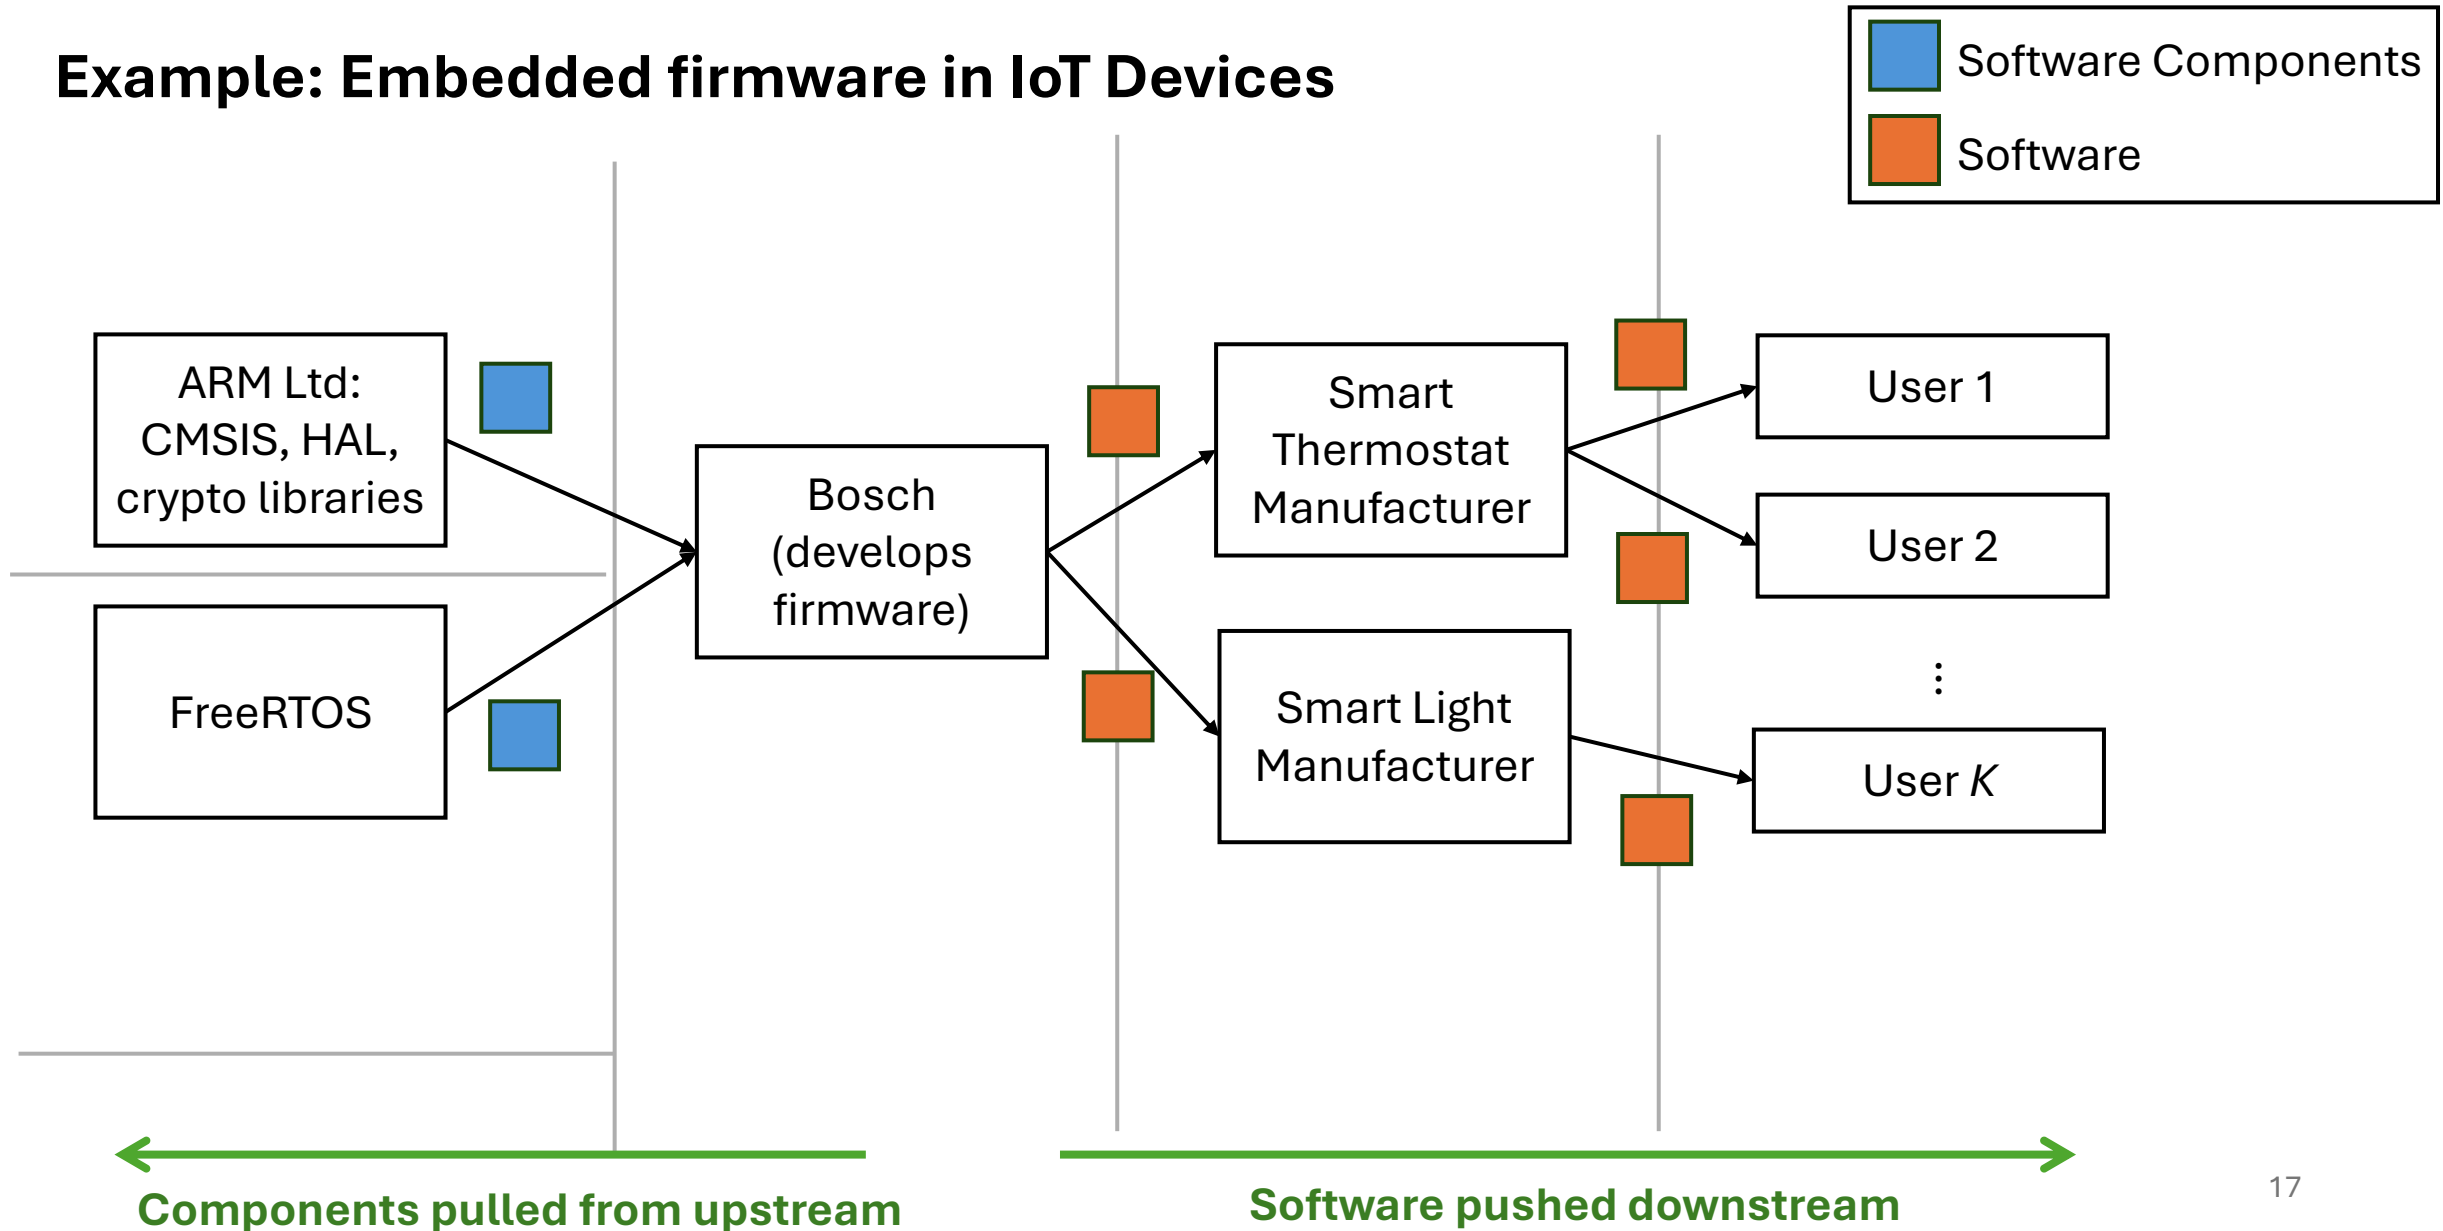 Example: Embedded firmware in IoT Devices
Software Components
Software
ARM Ltd:
CMSIS, HAL,
crypto libraries
FreeRTOS
Bosch
(develops
firmware)
Smart
Thermostat
Manufacturer
Smart Light
Manufacturer
User 1
User 2
⋮
User K
Components pulled from upstream
Software pushed downstream
17